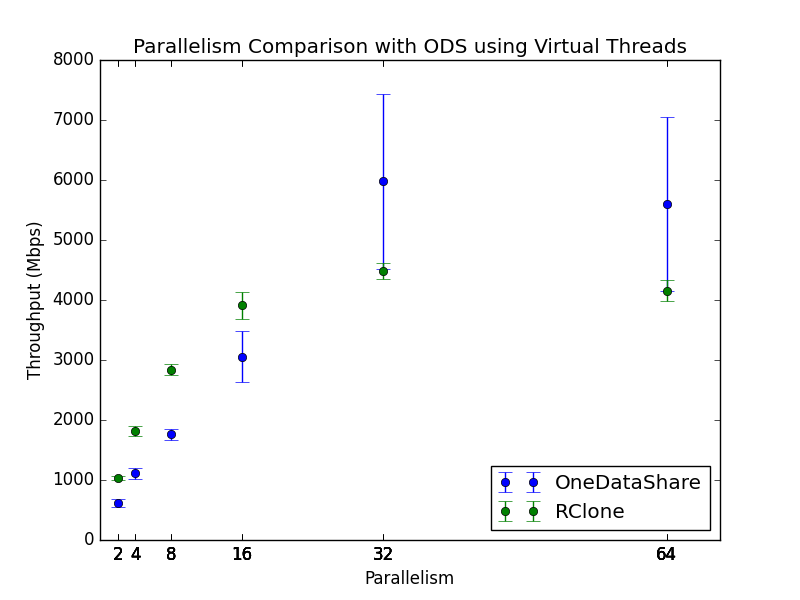 Parallelism Comparison with ODS using Virtual Threads
8000
7000
6000
5000
4000
3000
2000
1000
0
Throughput (Mbps)
2 4 8 16 32 64
Parallelism
OneDataShare
RClone